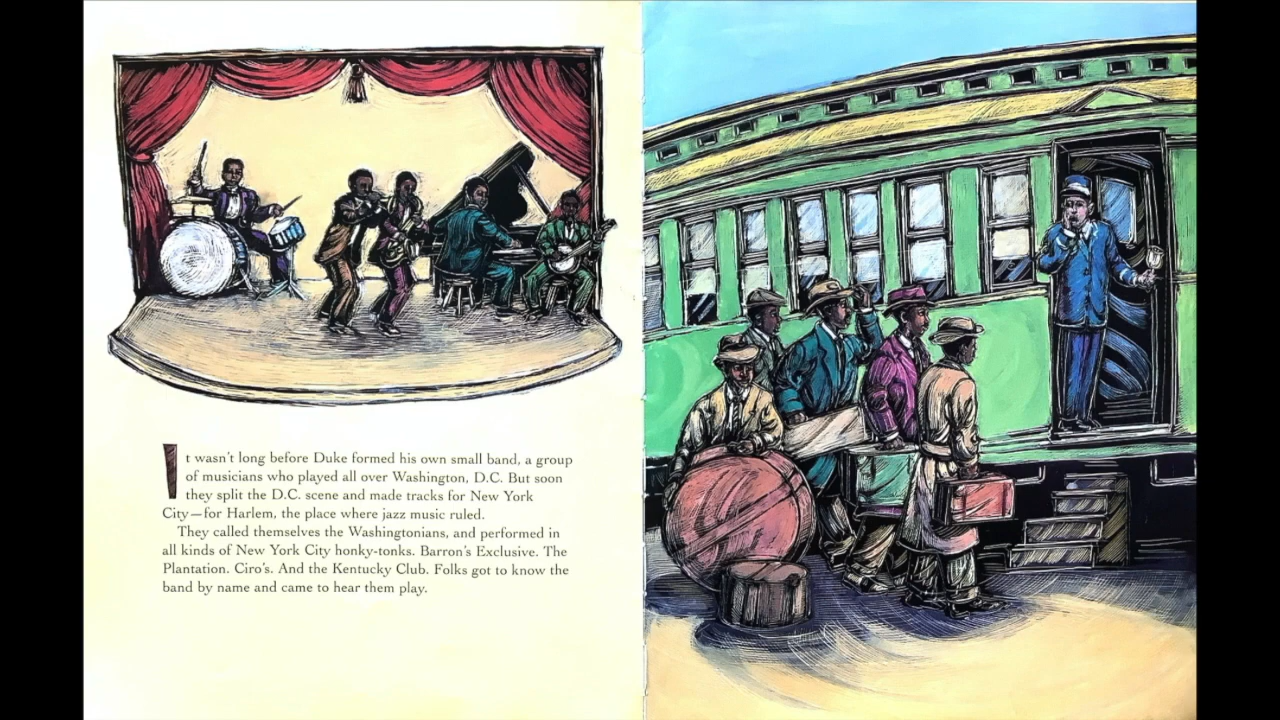 It wasn't long before Duke formed his own small band, a group
of musicians who played all over Washington, D.C. But soon
they split the D.C. scene and made tracks for New York
City—for Harlem, the place where jazz music ruled.
They called themselves the Washingtonians, and performed in
all kinds of New York City honky-tonks. Barron's Exclusive. The
Plantation. Ciro's. And the Kentucky Club. Folks got to know the
band by name and came to hear them play.